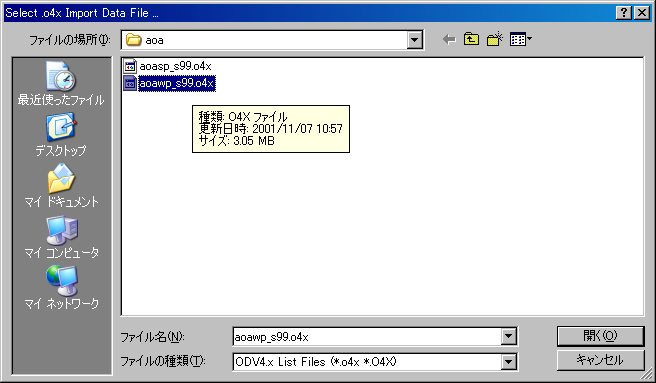 Select .o4x Import Data File ...
ファイルの場所(I):
aoa
最近使ったファイル
デスクトップ
マイ ドキュメント
マイ コンピュータ
マイ ネットワーク
aoasp_s99.o4x
aoawp_s99.o4x
種類: O4X ファイル
更新日時: 2001/11/07 10:57
サイズ: 3.05 MB
ファイル名(N):
aoawp_s99.o4x
開く(O)
ファイルの種類(T):
ODV4.x List Files (*.o4x *.O4X)
キャンセル